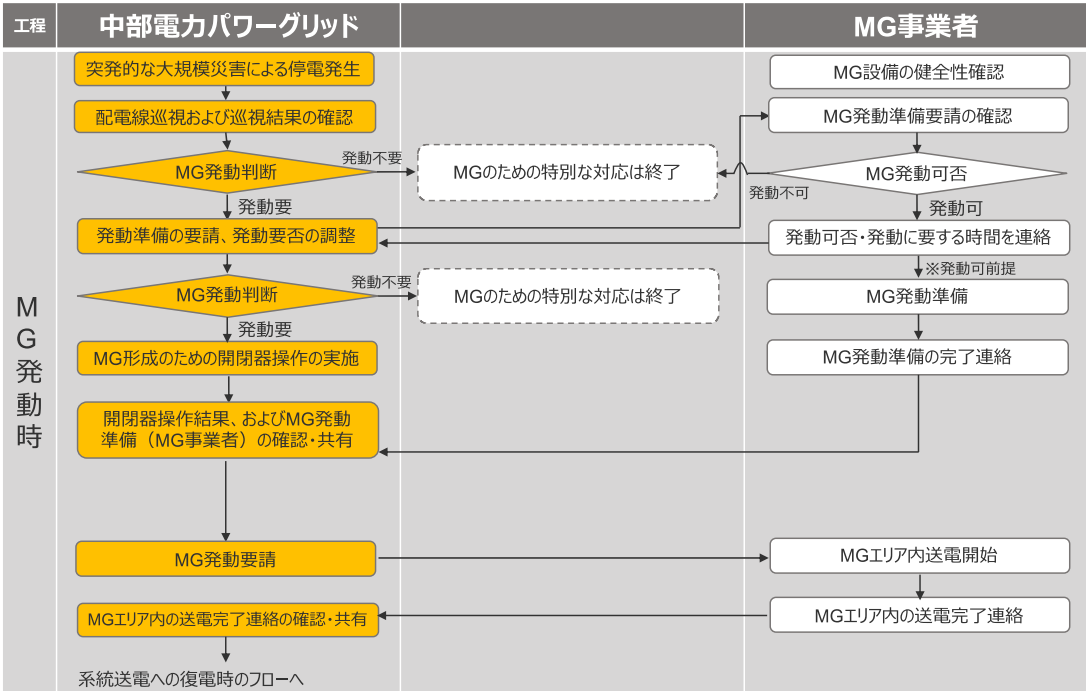 工程
中部電力パワーグリッド
MG事業者
MG発動時
突発的な大規模災害による停電発生
配電線巡視および巡視結果の確認
MG発動判断
発動不要
MGのための特別な対応は終了
発動要
発動準備の要請、発動要否の調整
MG発動判断
発動不要
MGのための特別な対応は終了
発動要
MG形成のための開閉器操作の実施
開閉器操作結果、およびMG発動
準備（MG事業者）の確認・共有
MG発動要請
MGエリア内の送電完了連絡の確認・共有
系統送電への復電時のフローへ
MG設備の健全性確認
MG発動準備要請の確認
MG発動可否
発動不可
発動可
発動可否・発動に要する時間を連絡
※発動可前提
MG発動準備
MG発動準備の完了連絡
MGエリア内送電開始
MGエリア内の送電完了連絡